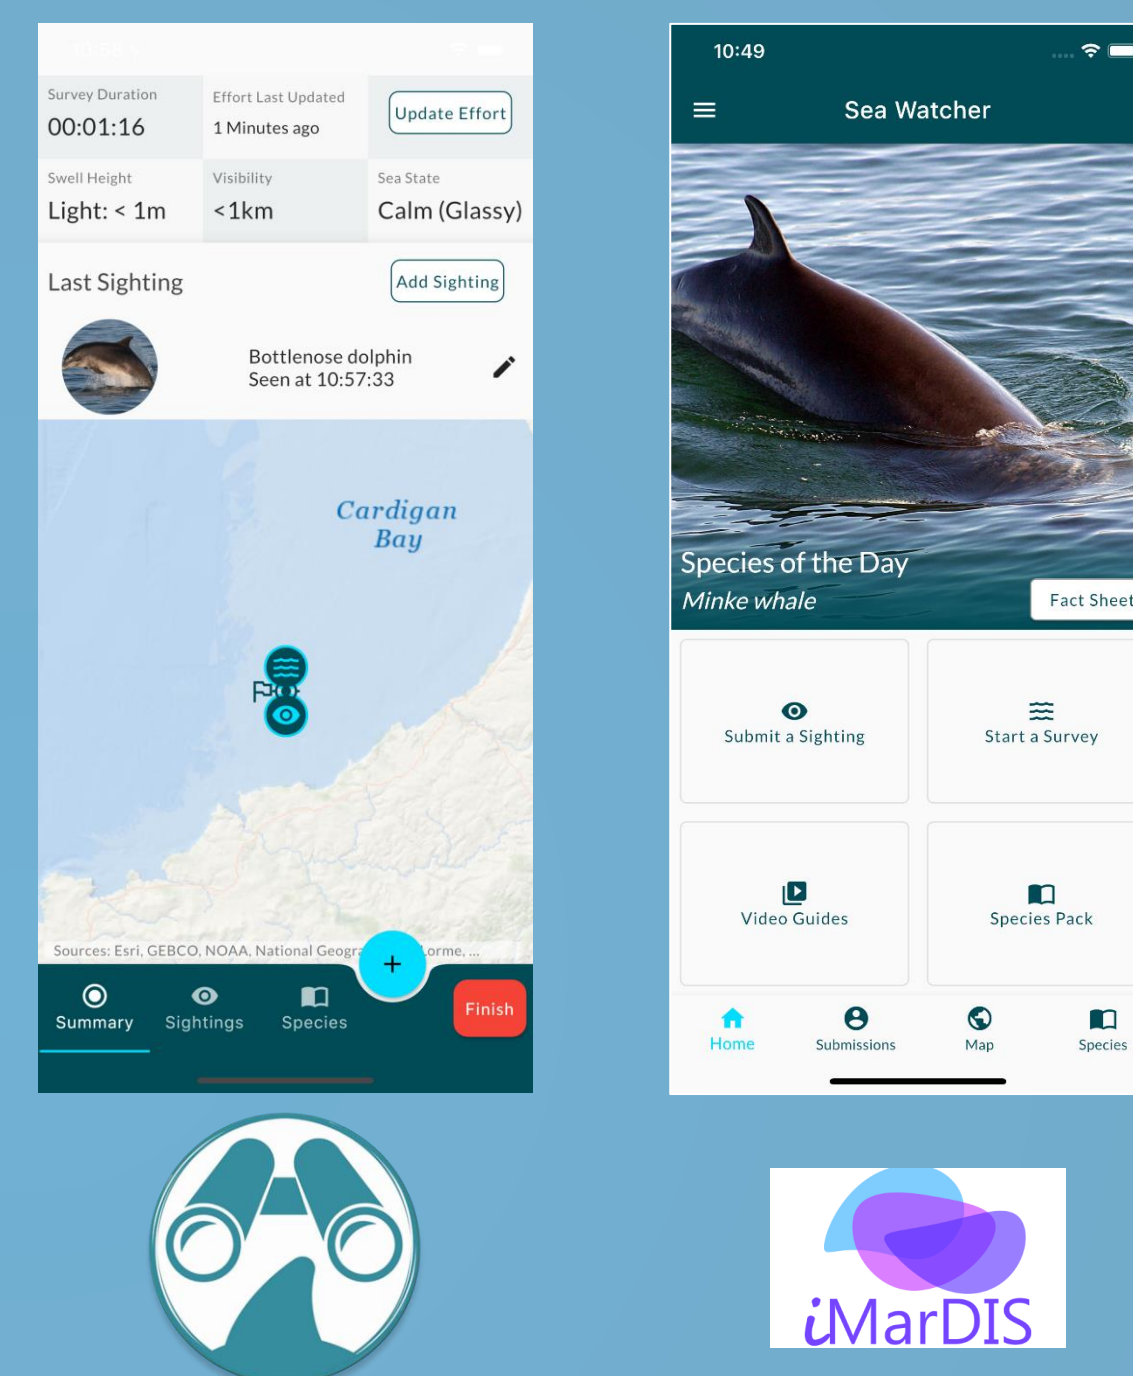 Survey Duration
00:01:16
Effort Last Updated
1 Minutes ago
Update Effort
Swell Height
Light: < 1m
Visibility
<1km
Sea State
Calm (Glassy)
Last Sighting
Add Sighting
Bottlenose dolphin
Seen at 10:57:33
Cardigan
Bay
Sources: Esri, GEBCO, NOAA, National
+
Summary
Sightings
Species
Finish
10:49
Sea Watcher
Species of the Day
Minke whale
Fact Sheet
Submit a Sighting
Start a Survey
Video Guides
Species Pack
Home
Submissions
Map
Species
iMarDIS